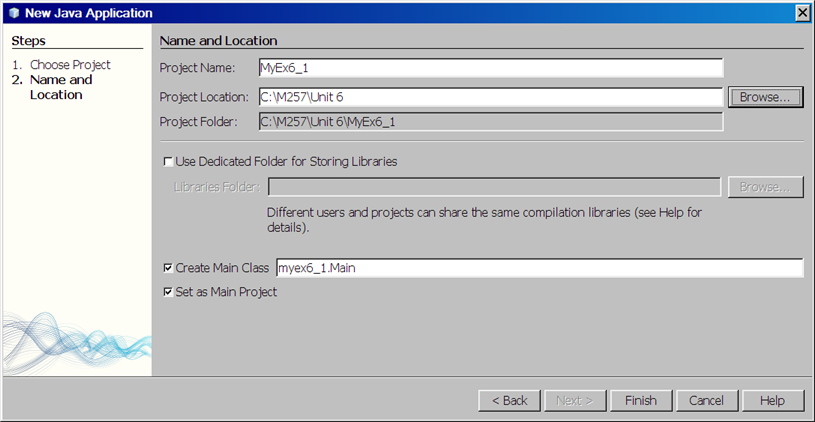 New Java Application
Steps
1. Choose Project
2. Name and
Location
Name and Location
Project Name: MyEx6_1
Project Location: C:\M257\Unit 6 Browse...
Project Folder: C:\M257\Unit 6\MyEx6_1
Use Dedicated Folder for Storing Libraries
Libraries Folder: Browse...
Different users and projects can share the same compilation libraries (see Help for
details).
Create Main Class myex6_1.Main
Set as Main Project
< Back Next > Finish Cancel Help